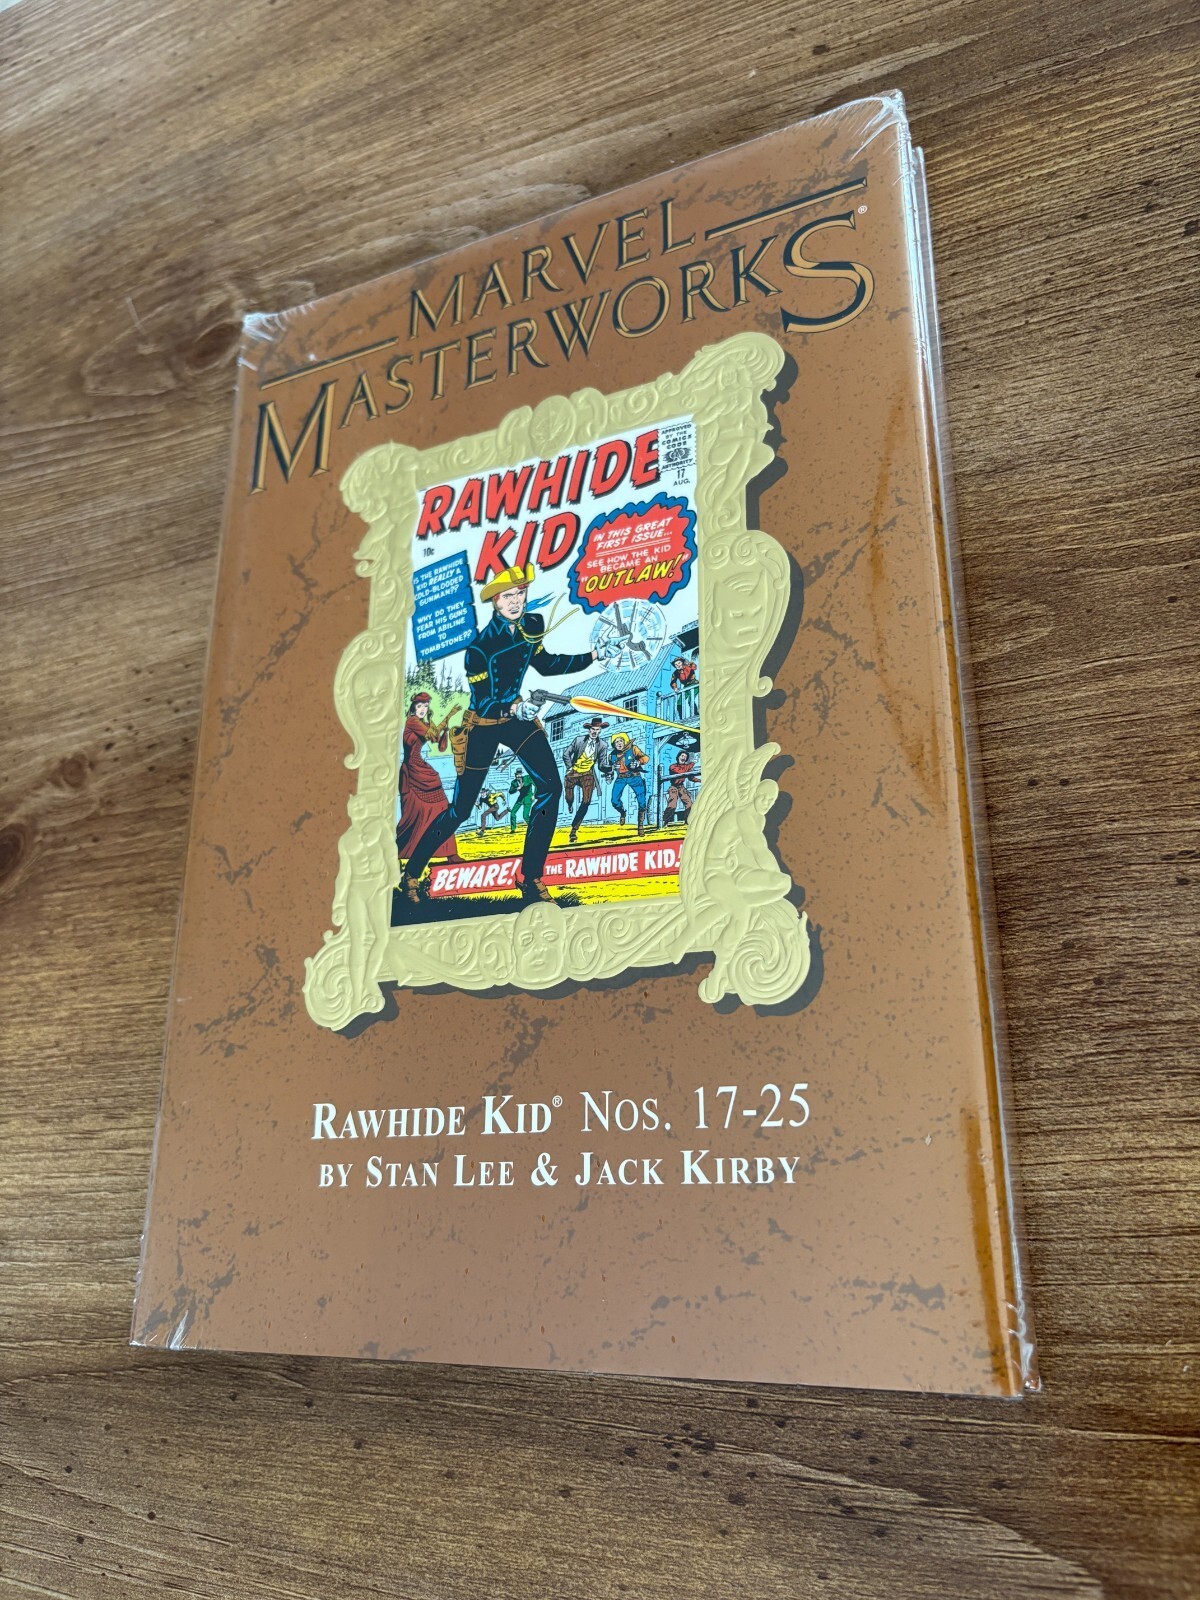 MARVEL
MASTERWORKS®
RAWHIDE
KID
APPROVED
BY THE
COMICS
CODE
AUTHORITY
17
AUG.
10¢
IN THIS GREAT
FIRST ISSUE...
SEE HOW THE KID
BECAME AN
"OUTLAW!"
IS THE RAWHIDE
KID REALLY A
COLD-BLOODED
GUNMAN??
WHY DO THEY
FEAR HIS GUNS
FROM ABILINE
TO
TOMBSTONE??
BEWARE! THE RAWHIDE KID!
RAWHIDE KID® NOS. 17-25
BY STAN LEE & JACK KIRBY